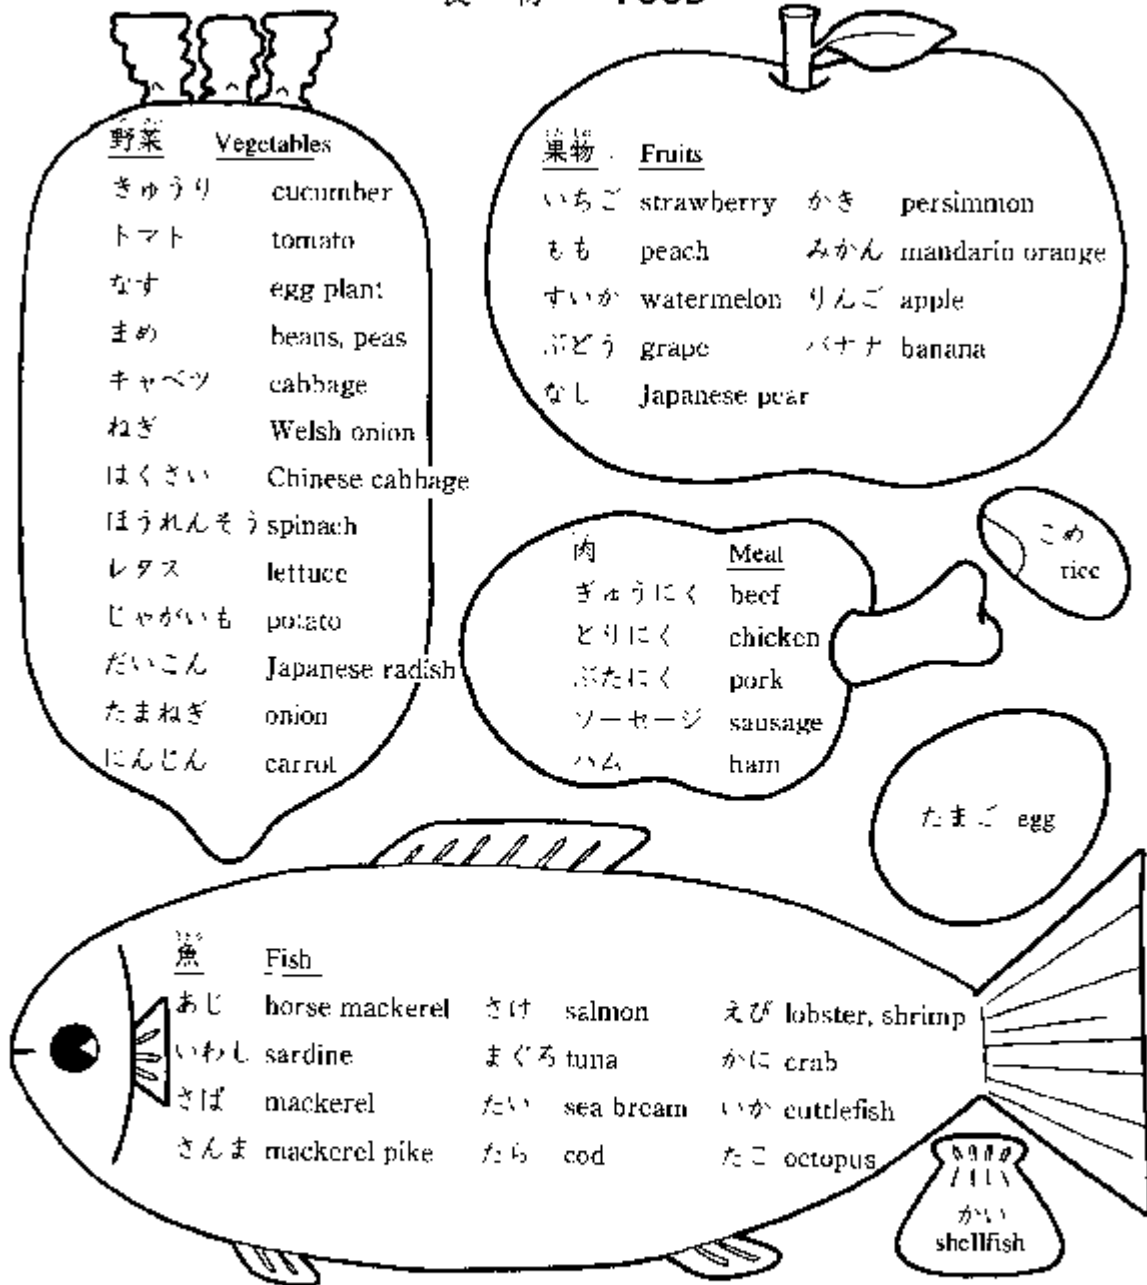 食物 FOOD
野菜 Vegetables
きゅうり cucumber
トマト tomato
なす egg plant
まめ beans, peas
キャベツ cabbage
ねぎ Welsh onion
はくさい Chinese cabbage
ほうれんそう spinach
レタス lettuce
じゃがいも potato
だいこん Japanese radish
たまねぎ onion
にんじん carrot
果物 Fruits
いちご strawberry かき persimmon
もも peach みかん mandarin orange
すいか watermelon りんご apple
ぶどう grape バナナ banana
なし Japanese pear
肉 Meat
ぎゅうにく beef
とりにく chicken
ぶたにく pork
ソーセージ sausage
ハム ham
こめ
rice
たまご egg
魚 Fish
あじ horse mackerel さけ salmon えび lobster, shrimp
いわし sardine まぐろ tuna かに crab
さば mackerel たい sea bream いか cuttlefish
さんま mackerel pike たら cod たこ octopus
かい
shellfish